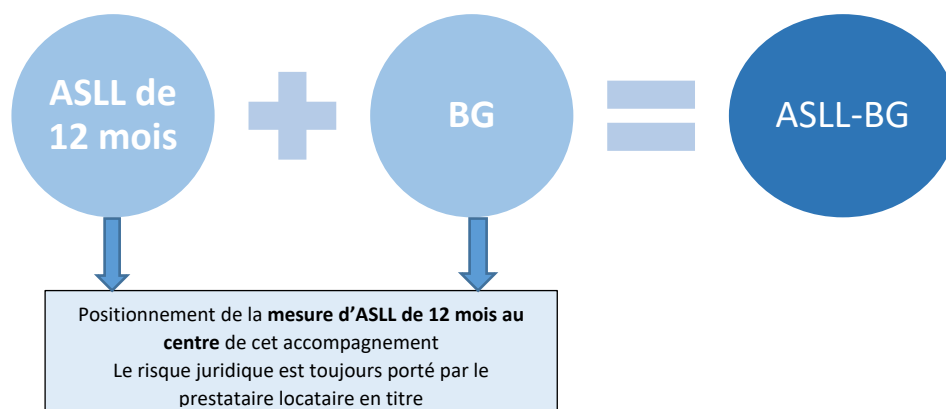 ASLL de
12 mois
BG
ASLL-BG
Positionnement de la mesure d’ASLL de 12 mois au
centre de cet accompagnement
Le risque juridique est toujours porté par le
prestataire locataire en titre